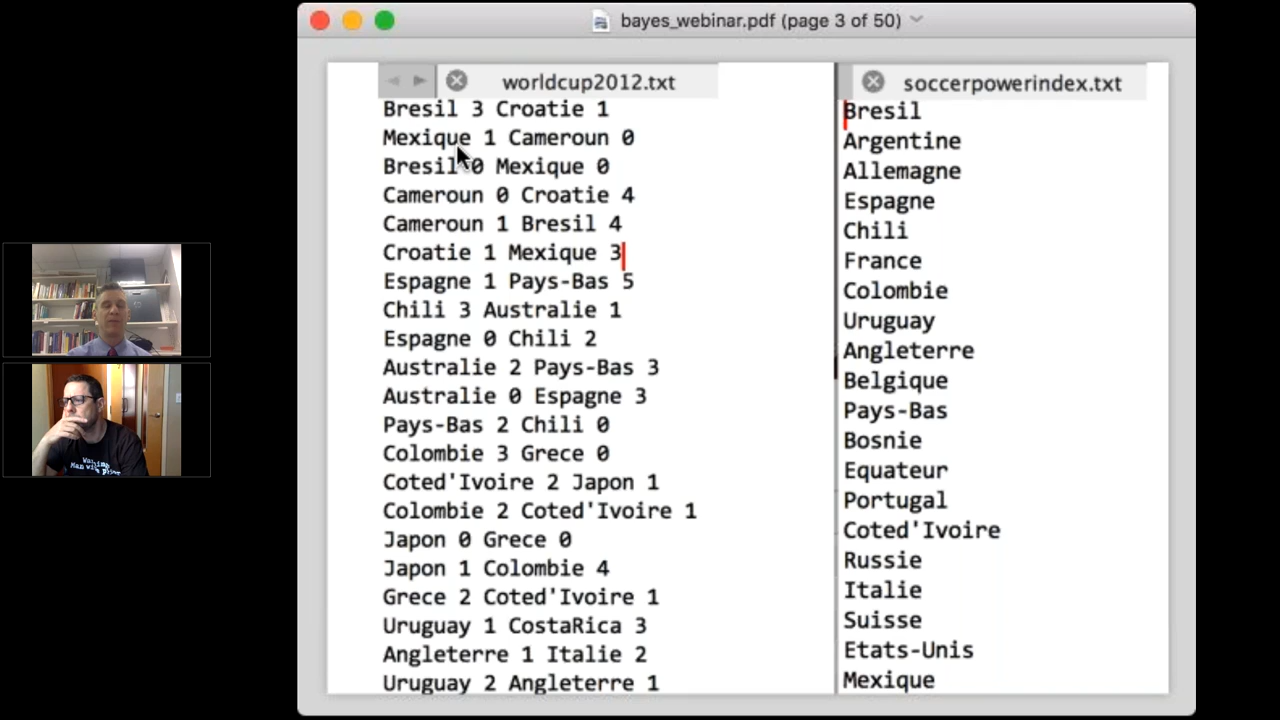 bayes_webinar.pdf (page 3 of 50)
worldcup2012.txt
Bresil 3 Croatie 1
Mexique 1 Cameroun 0
Bresil 0 Mexique 0
Cameroun 0 Croatie 4
Cameroun 1 Bresil 4
Croatie 1 Mexique 3
Espagne 1 Pays-Bas 5
Chili 3 Australie 1
Espagne 0 Chili 2
Australie 2 Pays-Bas 3
Australie 0 Espagne 3
Pays-Bas 2 Chili 0
Colombie 3 Grece 0
Coted'Ivoire 2 Japon 1
Colombie 2 Coted'Ivoire 1
Japon 0 Grece 0
Japon 1 Colombie 4
Grece 2 Coted'Ivoire 1
Uruguay 1 CostaRica 3
Angleterre 1 Italie 2
Uruguay 2 Angleterre 1
soccerpowerindex.txt
Bresil
Argentine
Allemagne
Espagne
Chili
France
Colombie
Uruguay
Angleterre
Belgique
Pays-Bas
Bosnie
Equateur
Portugal
Coted'Ivoire
Russie
Italie
Suisse
Etats-Unis
Mexique